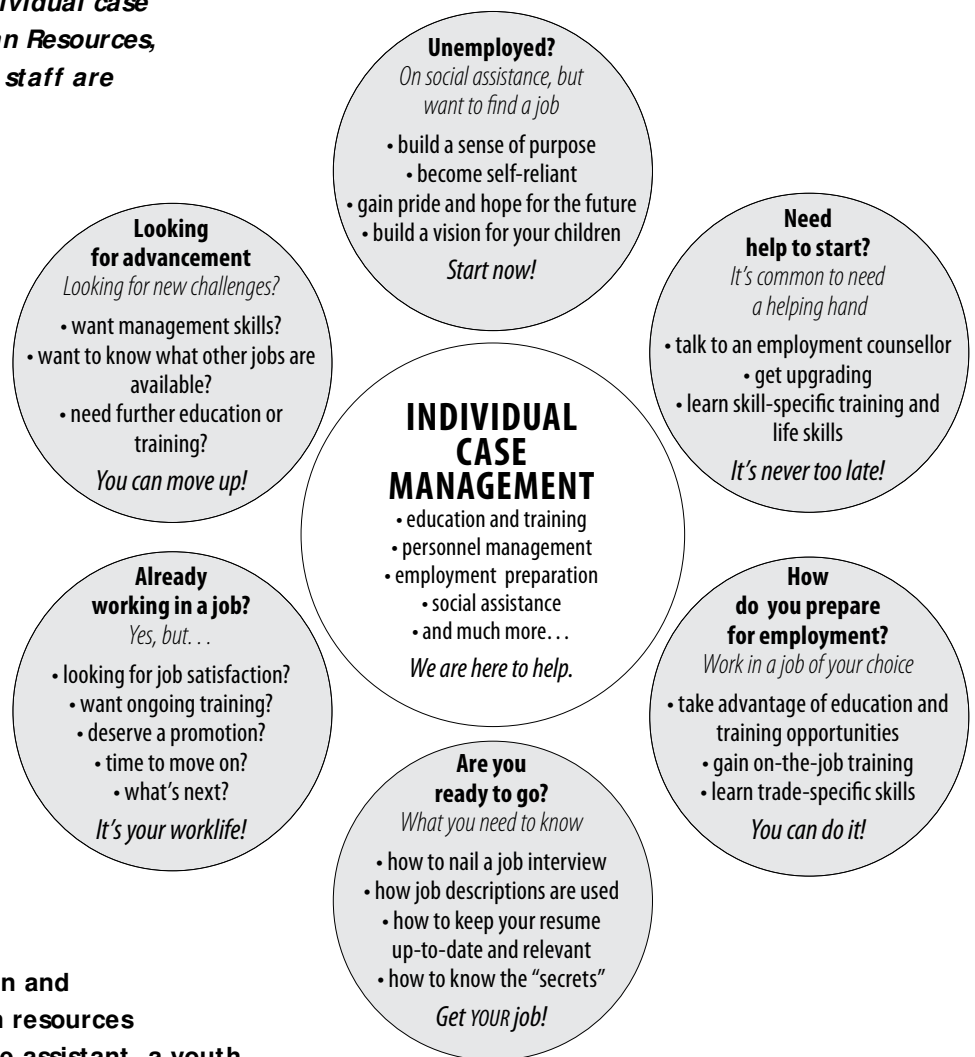 ividual case
n Resources,
staff are
Unemployed?
On social assistance, but
want to find a job
• build a sense of purpose
• become self-reliant
• gain pride and hope for the future
• build a vision for your children
Start now!
Need
help to start?
It's common to need
a helping hand
• talk to an employment counsellor
• get upgrading
• learn skill-specific training and
life skills
It's never too late!
How
do you prepare
for employment?
Work in a job of your choice
• take advantage of education and
training opportunities
• gain on-the-job training
• learn trade-specific skills
You can do it!
Are you
ready to go?
What you need to know
• how to nail a job interview
• how job descriptions are used
• how to keep your resume
up-to-date and relevant
• how to know the “secrets”
Get YOUR job!
Already
working in a job?
Yes, but…
• looking for job satisfaction?
• want ongoing training?
• deserve a promotion?
• time to move on?
• what's next?
It's your worklife!
Looking
for advancement
Looking for new challenges?
• want management skills?
• want to know what other jobs are
available?
• need further education or
training?
You can move up!
INDIVIDUAL
CASE
MANAGEMENT
• education and training
• personnel management
• employment preparation
• social assistance
• and much more…
We are here to help.
n and
resources
assistant, a youth